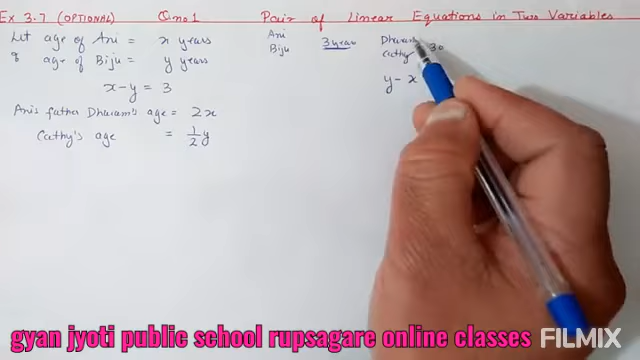 Ex 3.7 (OPTIONAL) Q.no 1 Pair of Linear Equations in Two Variables
Let age of Ani = x years
& age of Biju = y years
x - y = 3
Ani's father Dharam's age = 2x
Cathy's age = 1/2 y
Ani
Biju 3 years
Dharam
Cathy 30
y - x
gyan jyoti public school rupsagare online classes
FILMIX